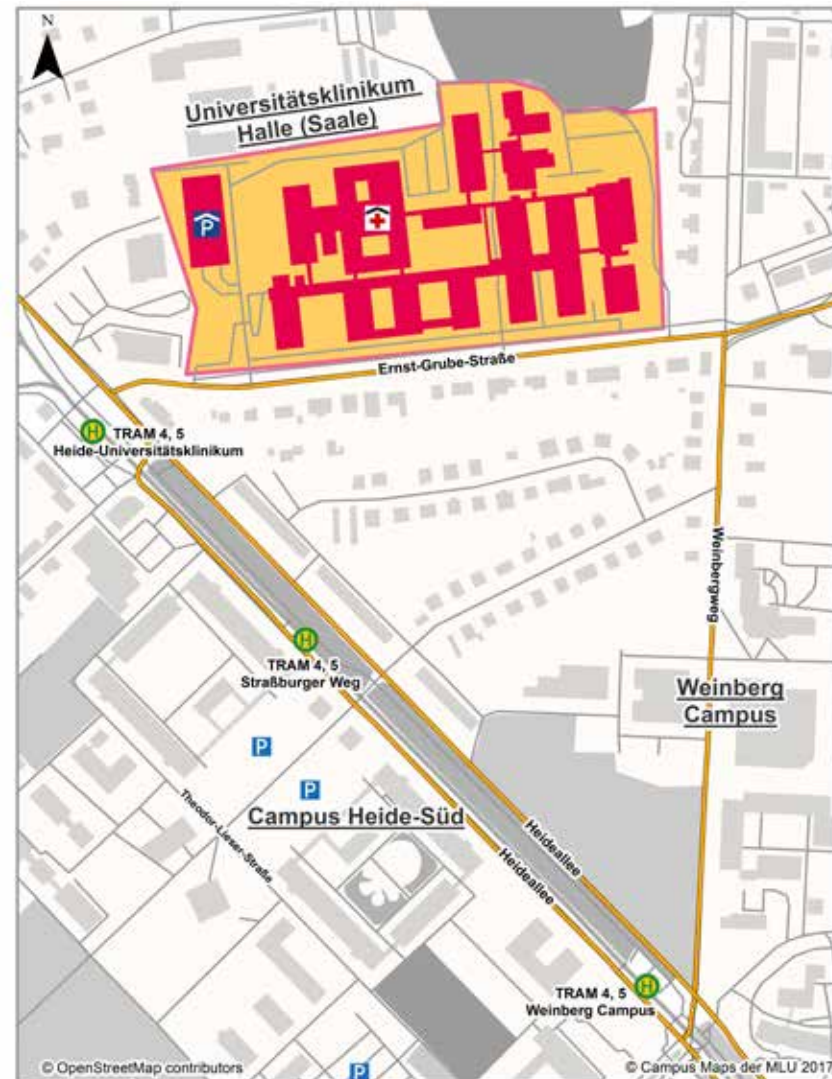 N
Universitätsklinikum
Halle (Saale)
P
Ernst-Grube-Straße
H
TRAM 4, 5
Heide-Universitätsklinikum
Weinbergweg
H
TRAM 4, 5
Straßburger Weg
Weinberg
Campus
P
P
Campus Heide-Süd
Theodor-Lieser-Straße
Heideallee
Heideallee
H
TRAM 4, 5
Weinberg Campus
P
© OpenStreetMap contributors
© Campus Maps der MLU 2017